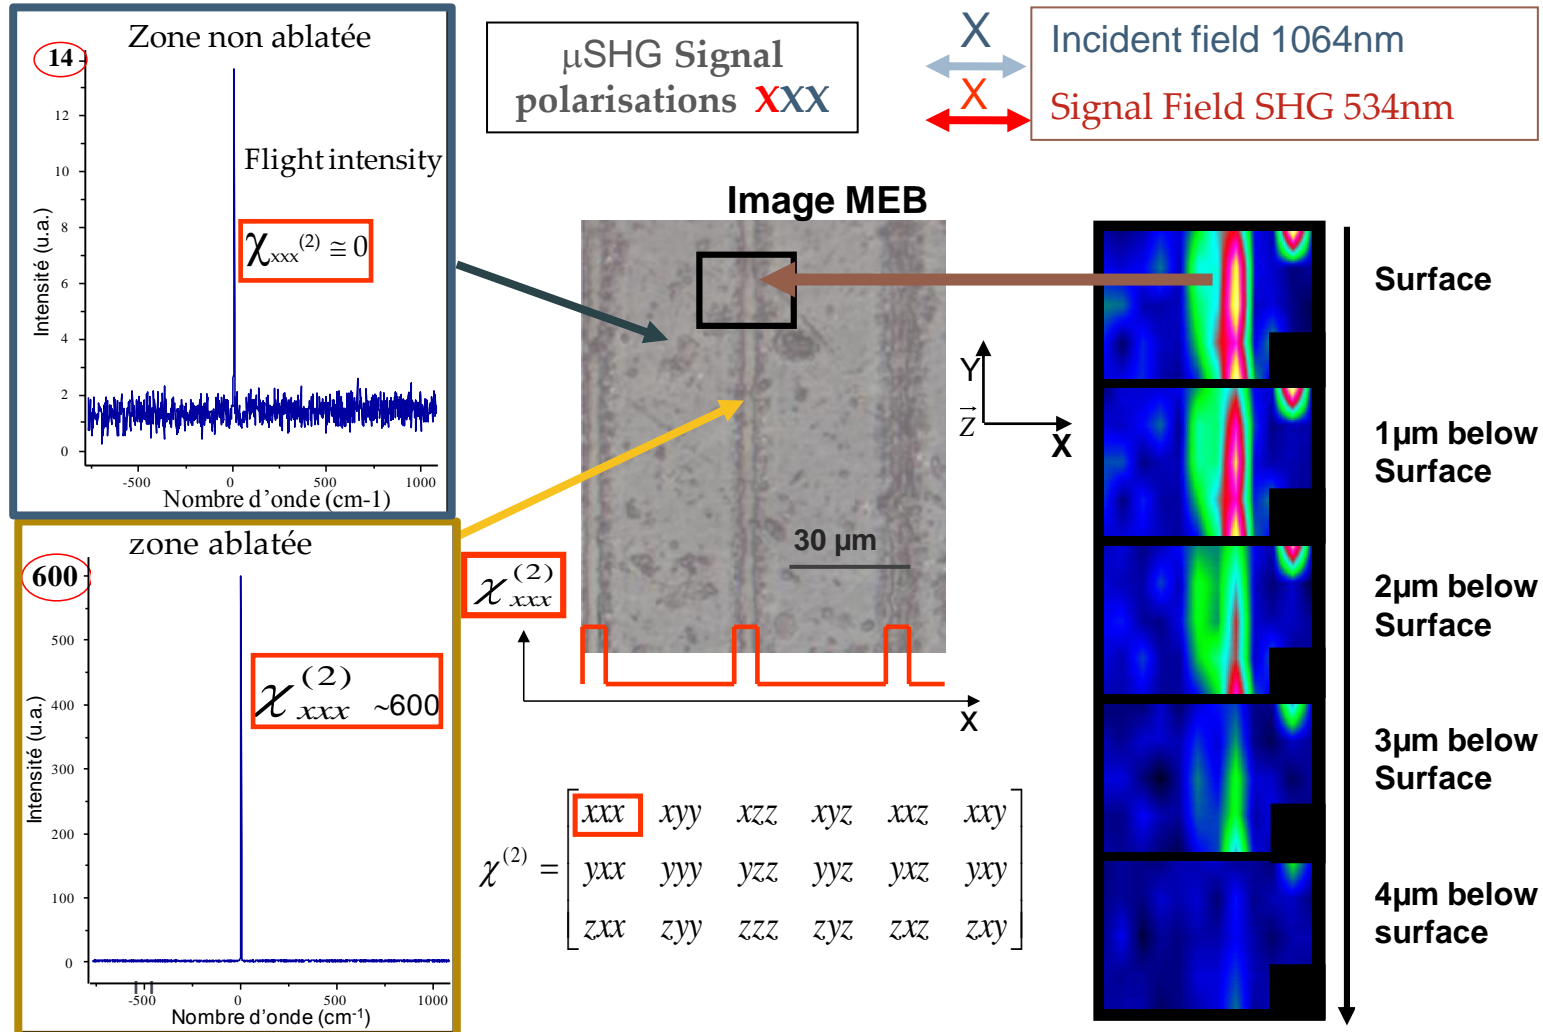 Zone non ablatée
14
12
10
8
6
4
2
0
Intensité (u.a.)
Flight intensity
χxxx(2) ≅ 0
-500
0
500
1000
Nombre d'onde (cm-1)
zone ablatée
600
500
400
300
200
100
0
Intensité (u.a.)
χ(2)xxx ~600
-500
0
500
1000
Nombre d'onde (cm-1)
μSHG Signal
polarisations XXX
X
X
Incident field 1064nm
Signal Field SHG 534nm
Image MEB
30 µm
Y
Z
X
χ(2)xxx
x
χ(2) =
xxx xyy xzz xyz xxz xxy
yxx yyy yzz yyz yxz yxy
zxx zyy zzz zyz zxz zxy
Surface
1µm below
Surface
2µm below
Surface
3µm below
Surface
4µm below
surface